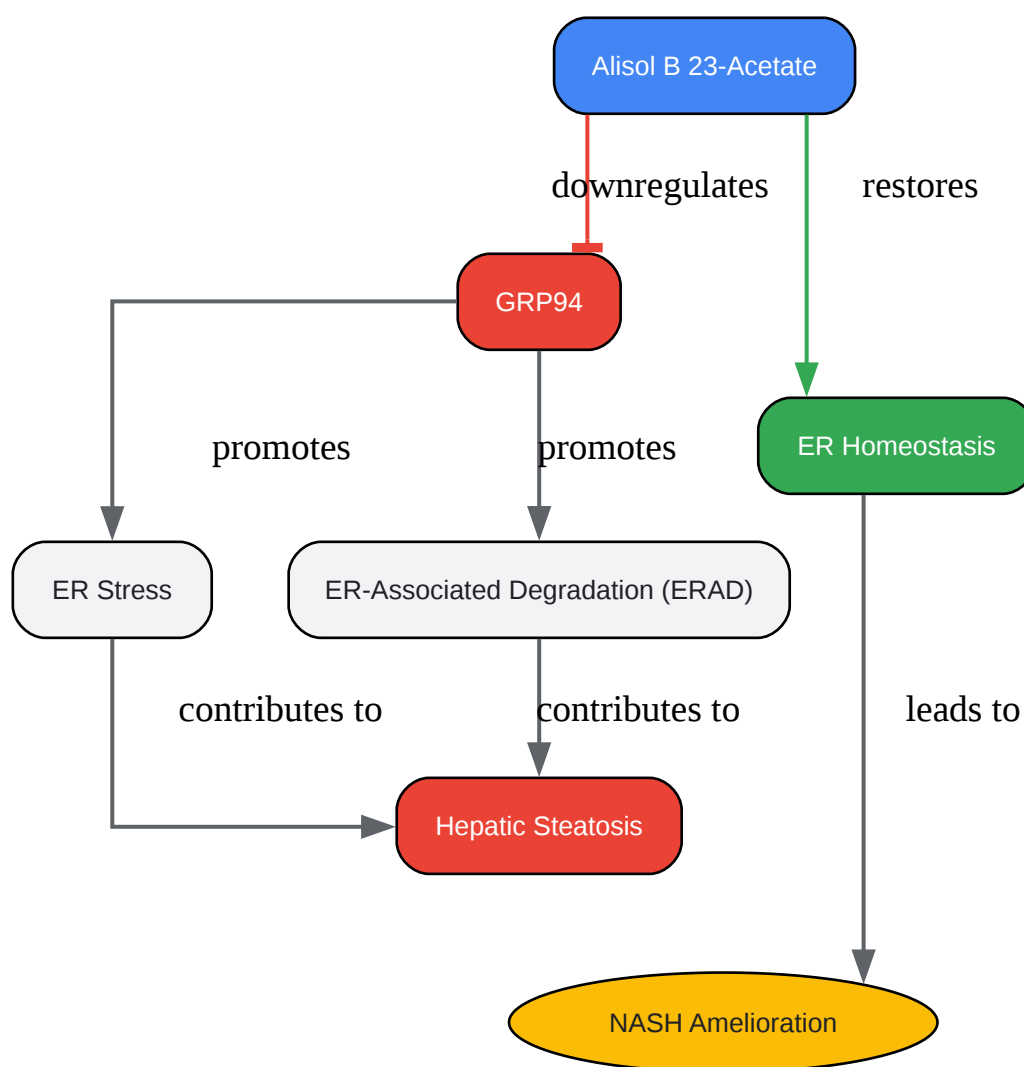 Alisol B 23-Acetate
downregulates
restores
GRP94
promotes
promotes
ER Homeostasis
ER Stress
ER-Associated Degradation (ERAD)
contributes to
contributes to
leads to
Hepatic Steatosis
NASH Amelioration